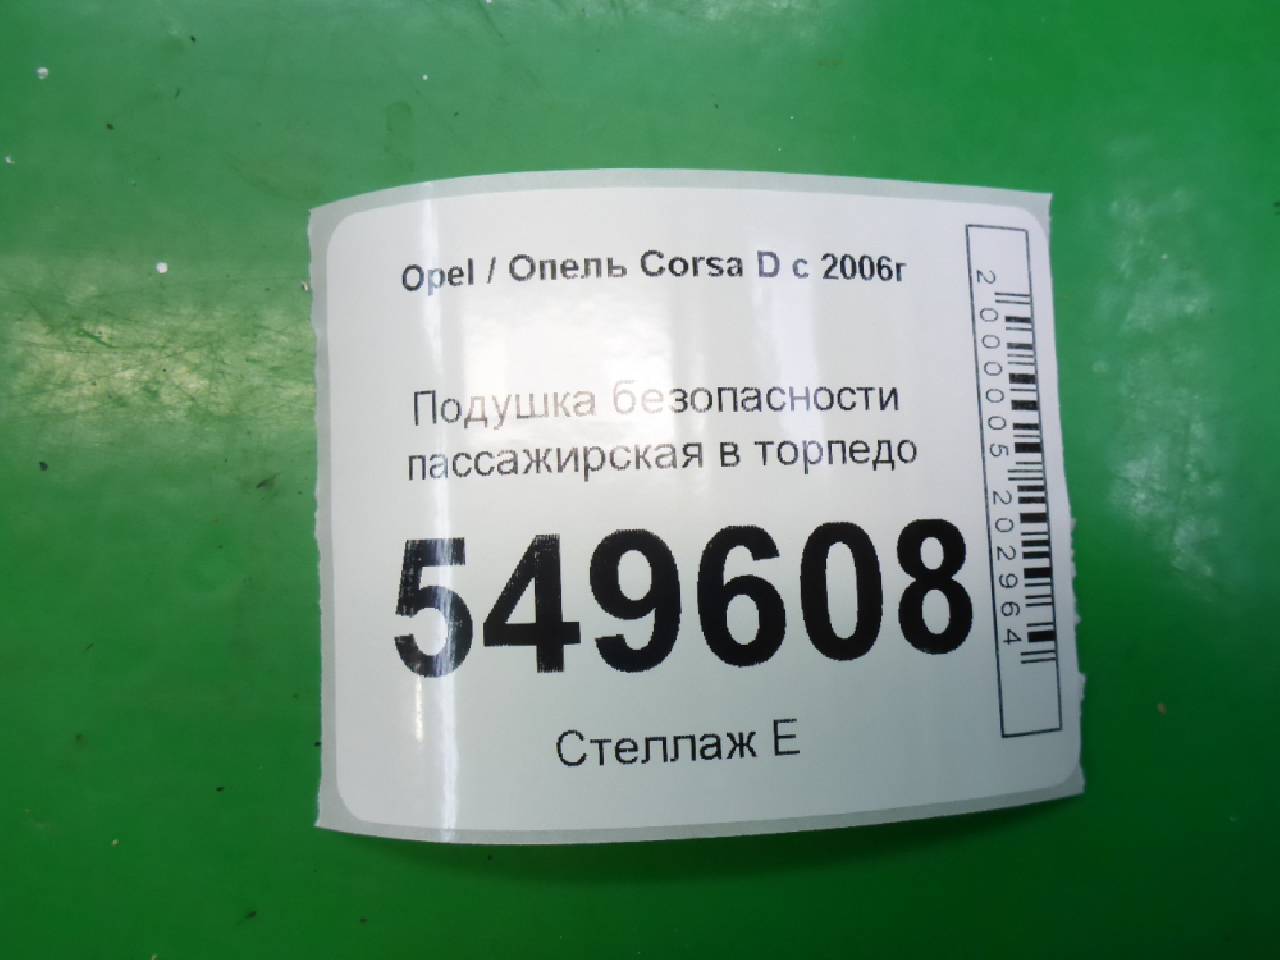 Opel / Опель Corsa D с 2006г
Подушка безопасности
пассажирская в торпедо
549608
Стеллаж Е
2000005202964